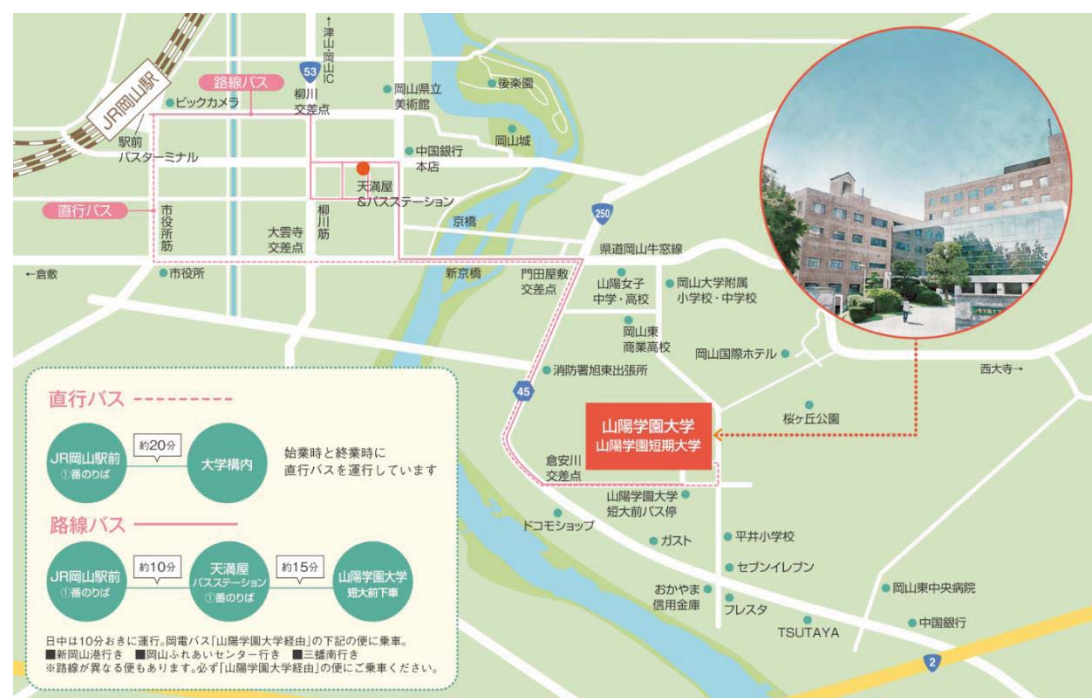 ←津山・岡山IC
JR岡山駅
路線バス
53
ビックカメラ
柳川
交差点
岡山県立
美術館
後楽園
駅前
バスターミナル
中国銀行
本店
岡山城
天満屋
&バスステーション
直行バス
市役所筋
大雲寺
交差点
柳川筋
京橋
250
県道岡山牛窓線
←倉敷
市役所
新京橋
門田屋敷
交差点
山陽女子
中学・高校
岡山大学附属
小学校・中学校
岡山東
商業高校
岡山国際ホテル
西大寺→
消防署旭東出張所
45
桜ヶ丘公園
山陽学園大学
山陽学園短期大学
倉安川
交差点
山陽学園大学
短大前バス停
ドコモショップ
ガスト
平井小学校
セブンイレブン
おかやま
信用金庫
フレスタ
TSUTAYA
岡山東中央病院
中国銀行
2
直行バス
JR岡山駅前
①番のりば
約20分
大学構内
始業時と終業時に
直行バスを運行しています
路線バス
JR岡山駅前
①番のりば
約10分
天満屋
バスステーション
①番のりば
約15分
山陽学園大学
短大前下車
日中は10分おきに運行。岡電バス「山陽学園大学経由」の下記の便に乗車。
■新岡山港行き ■岡山ふれあいセンター行き ■三蟠南行き
※路線が異なる便もあります。必ず「山陽学園大学経由」の便にご乗車ください。